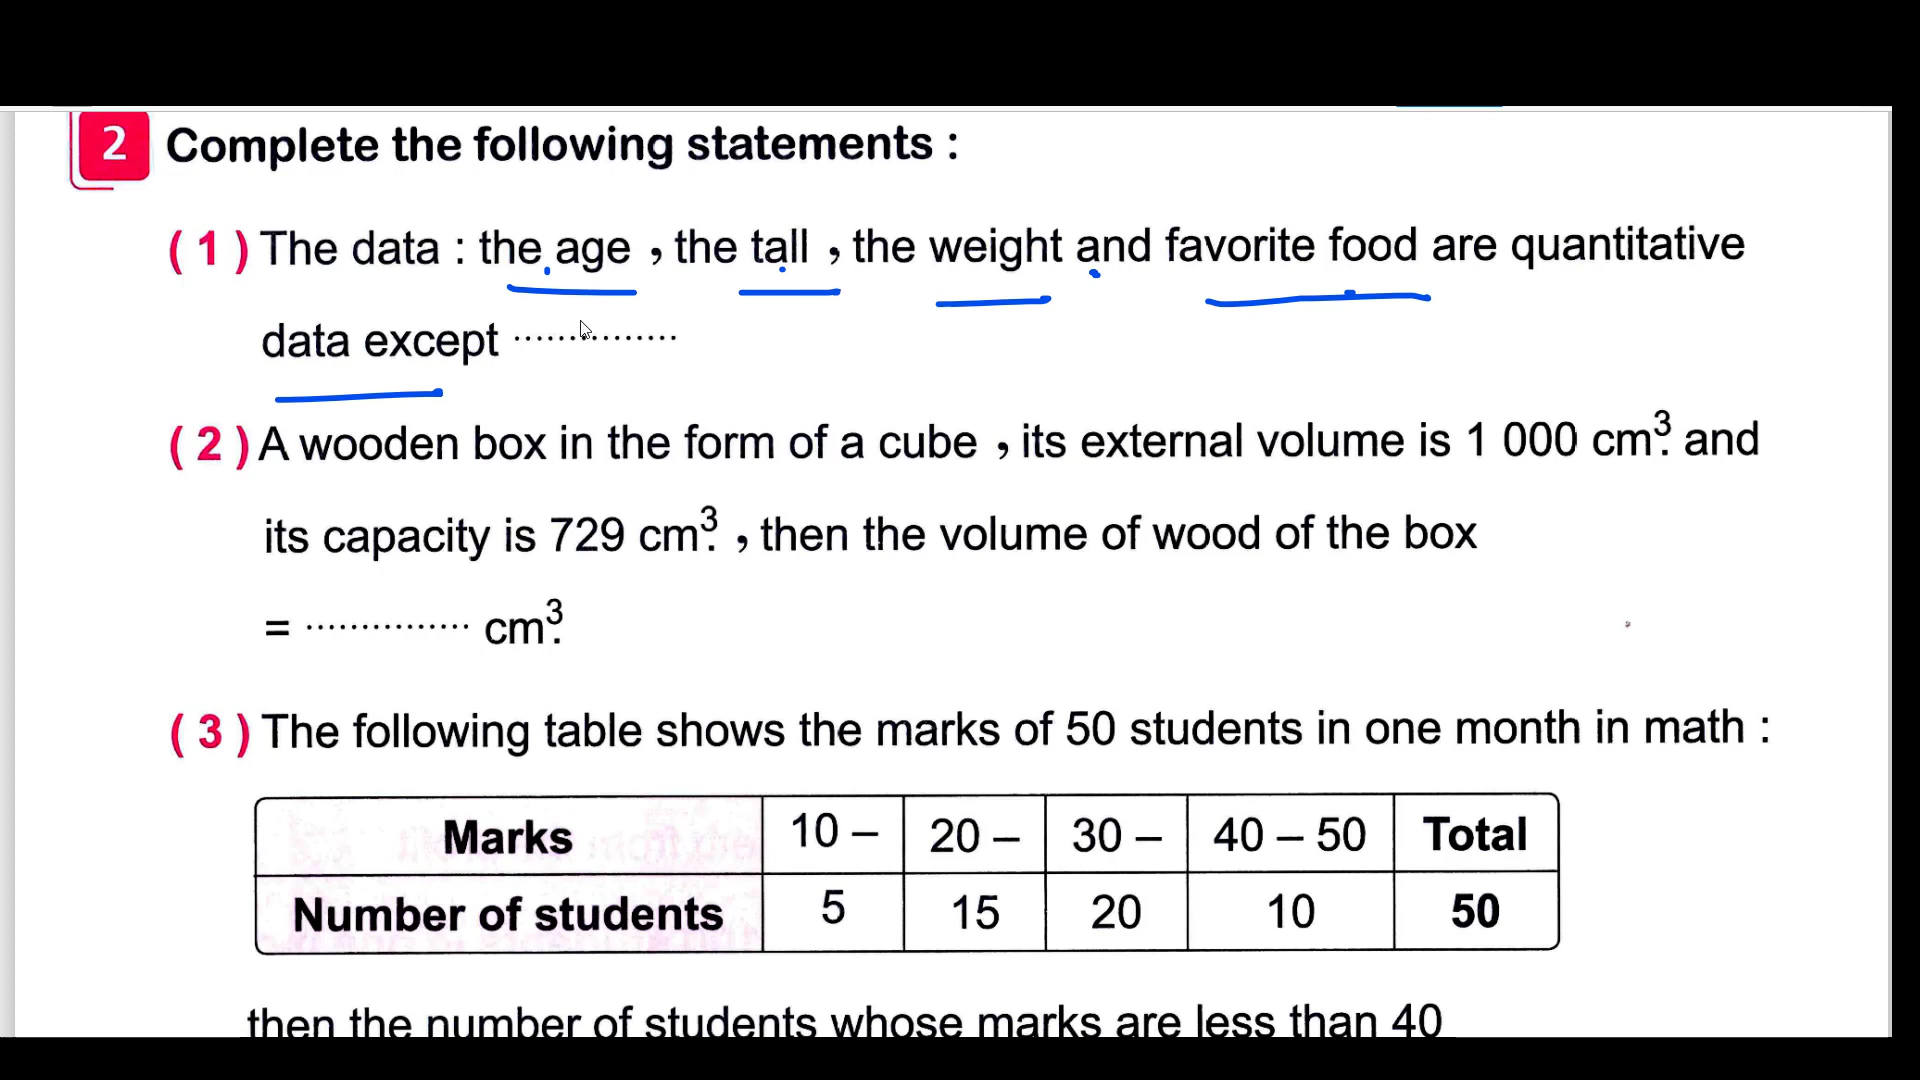 2 Complete the following statements :
( 1 ) The data : the age , the tall , the weight and favorite food are quantitative
data except ...............
( 2 ) A wooden box in the form of a cube , its external volume is 1 000 cm³. and
its capacity is 729 cm³. , then the volume of wood of the box
= ............... cm³.
( 3 ) The following table shows the marks of 50 students in one month in math :
Marks 10 – 20 – 30 – 40 – 50 Total
Number of students 5 15 20 10 50
then the number of students whose marks are less than 40